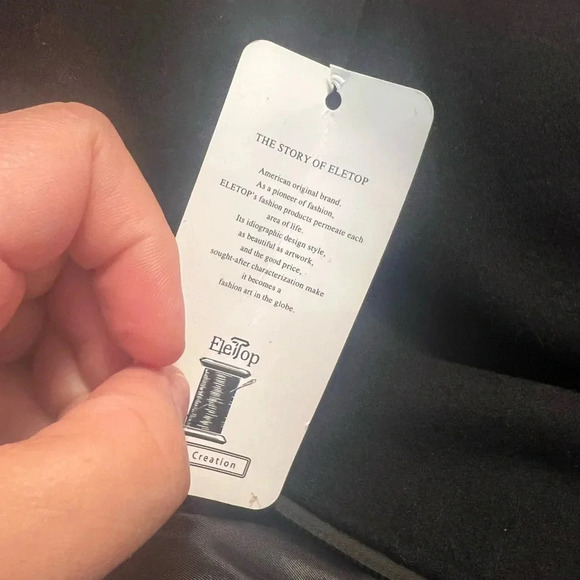 THE STORY OF ELETOP
American original brand.
As a pioneer of fashion,
ELETOP's fashion products permeate each
area of life.
Its idiographic design style,
as beautiful as artwork,
and the good price,
sought-after characterization make
it becomes a
fashion art in the globe.
EleTop
Creation